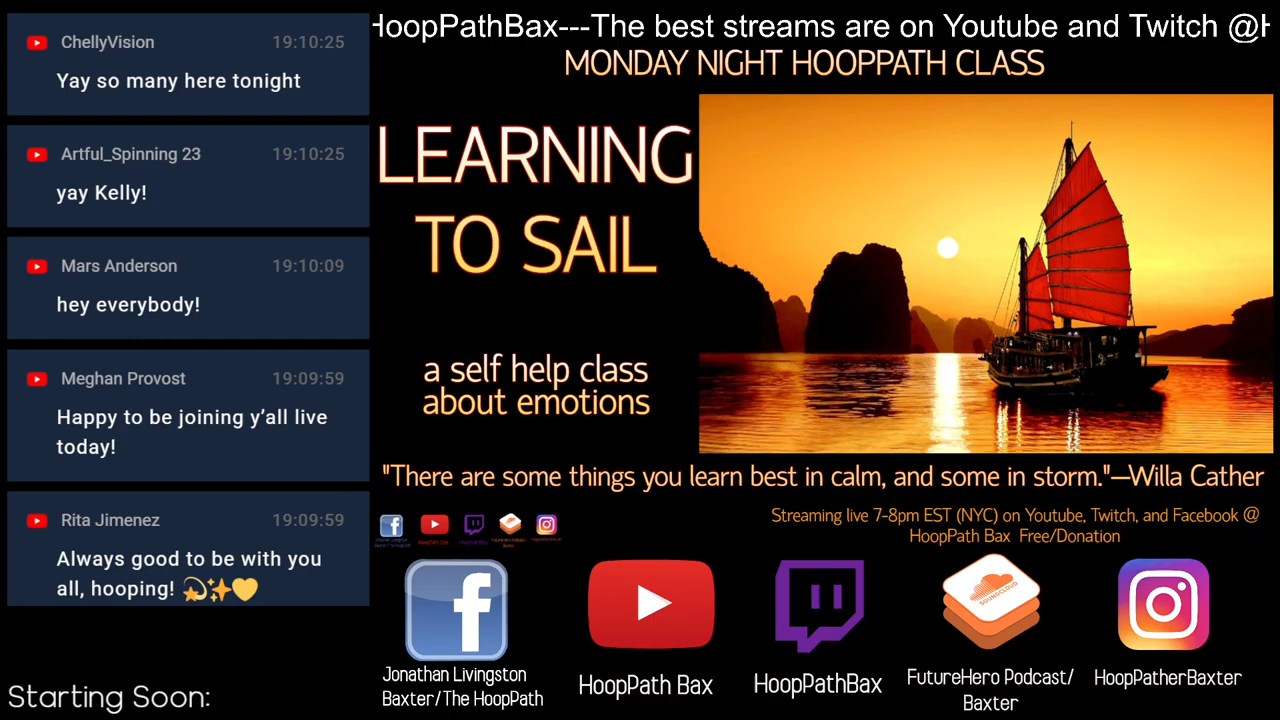 ChellyVision 19:10:25
Yay so many here tonight
Artful_Spinning 23 19:10:25
yay Kelly!
Mars Anderson 19:10:09
hey everybody!
Meghan Provost 19:09:59
Happy to be joining y’all live
today!
Rita Jimenez 19:09:59
Always good to be with you
all, hooping! 💫✨💛
Starting Soon:
HoopPathBax---The best streams are on Youtube and Twitch @H
MONDAY NIGHT HOOPPATH CLASS
LEARNING
TO SAIL
a self help class
about emotions
"There are some things you learn best in calm, and some in storm."—Willa Cather
Streaming live 7-8pm EST (NYC) on Youtube, Twitch, and Facebook @
HoopPath Bax Free/Donation
SOUNDCLOUD
Jonathan Livingston
Baxter/The HoopPath
HoopPath Bax
HoopPathBax
FutureHero Podcast/
Baxter
HoopPatherBaxter